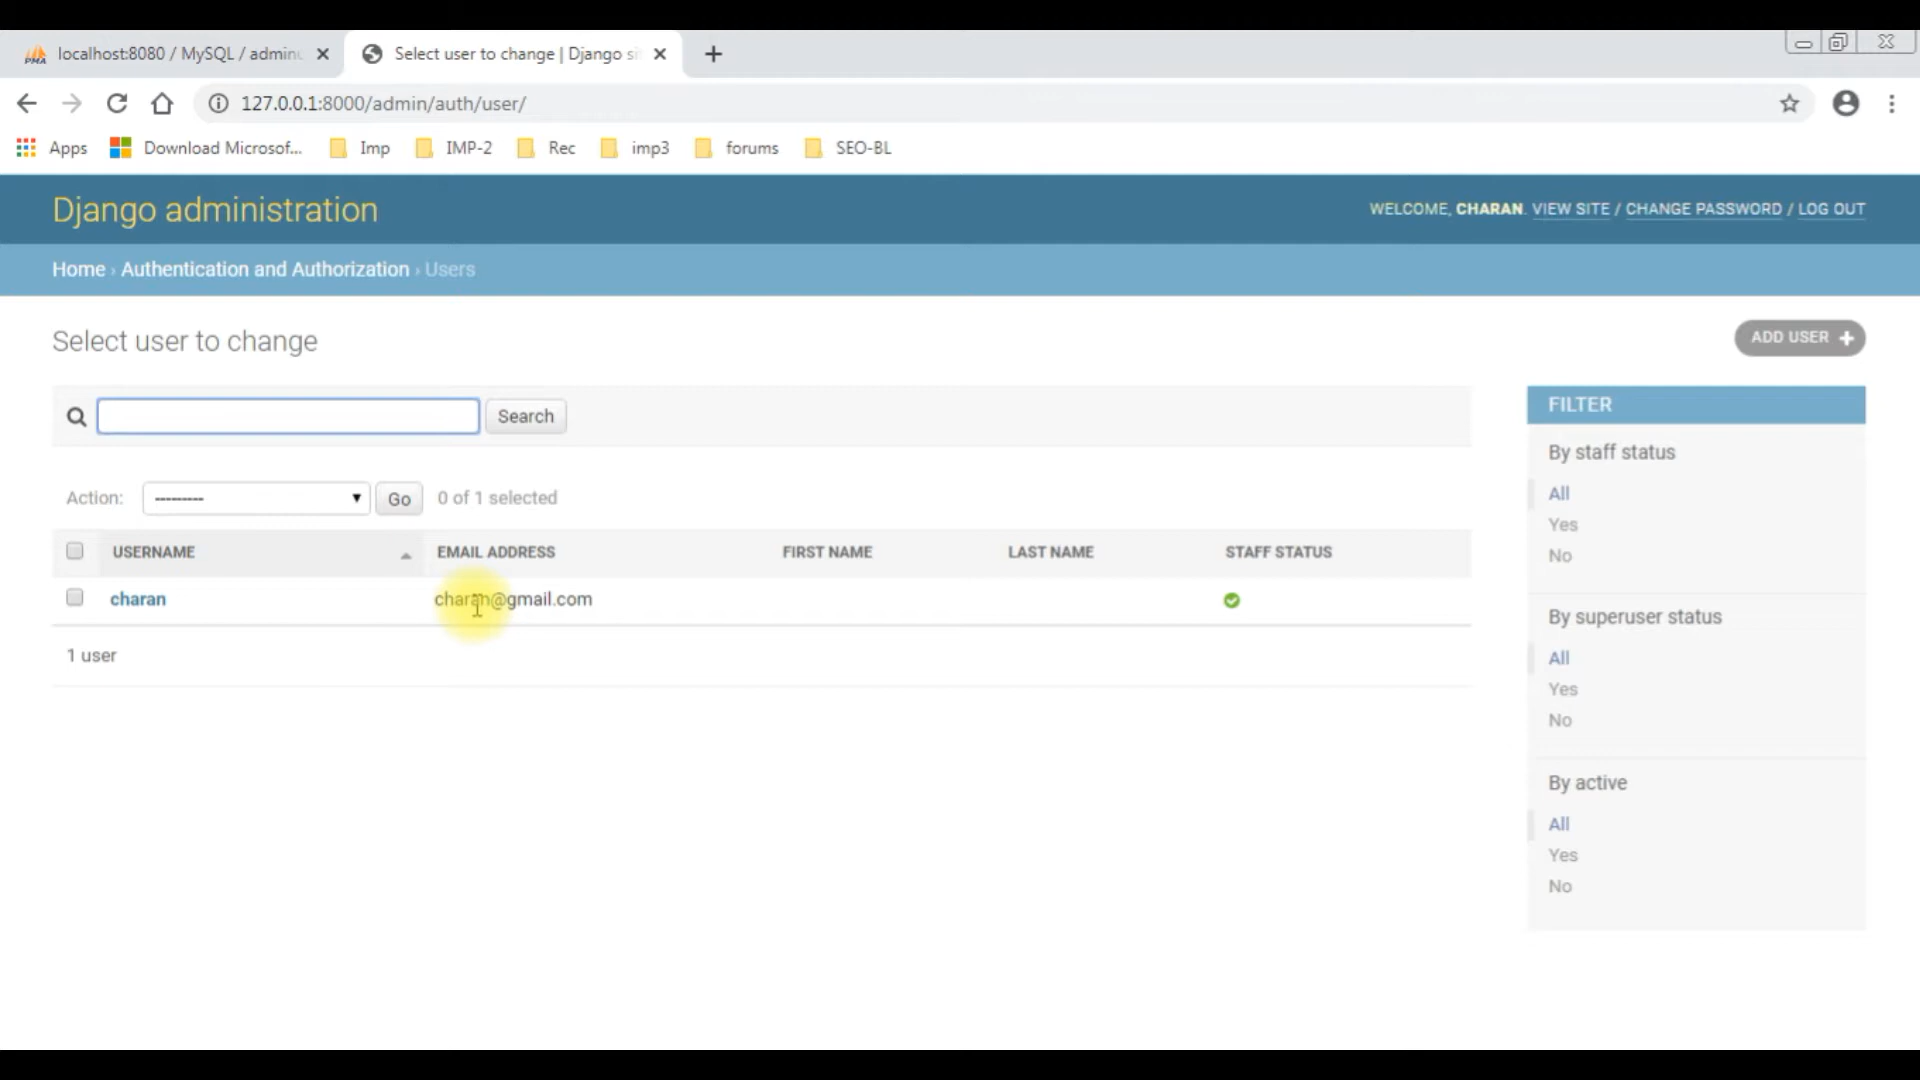 localhost:8080 / MySQL / adminu
Select user to change | Django si
127.0.0.1:8000/admin/auth/user/
Apps Download Microsof... Imp IMP-2 Rec imp3 forums SEO-BL
Django administration
WELCOME, CHARAN. VIEW SITE / CHANGE PASSWORD / LOG OUT
Home › Authentication and Authorization › Users
Select user to change
ADD USER +
Search
Action: --------- Go 0 of 1 selected
USERNAME EMAIL ADDRESS FIRST NAME LAST NAME STAFF STATUS
charan charan@gmail.com
1 user
FILTER
By staff status
All
Yes
No
By superuser status
All
Yes
No
By active
All
Yes
No